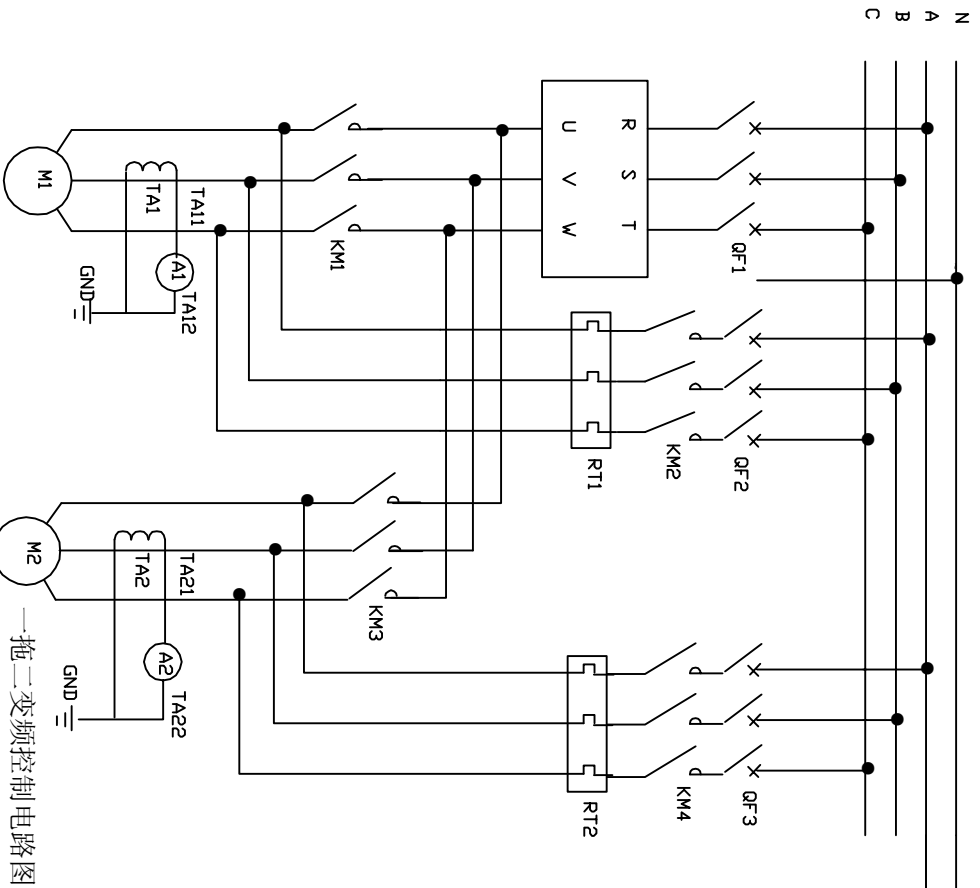 N
A
B
C
QF1
QF2
QF3
R S T
U V W
KM2
KM4
RT1
RT2
KM1
KM3
TA11
TA1
A1
TA12
M1
GND
TA21
TA2
A2
TA22
M2
GND
一拖二变频控制电路图